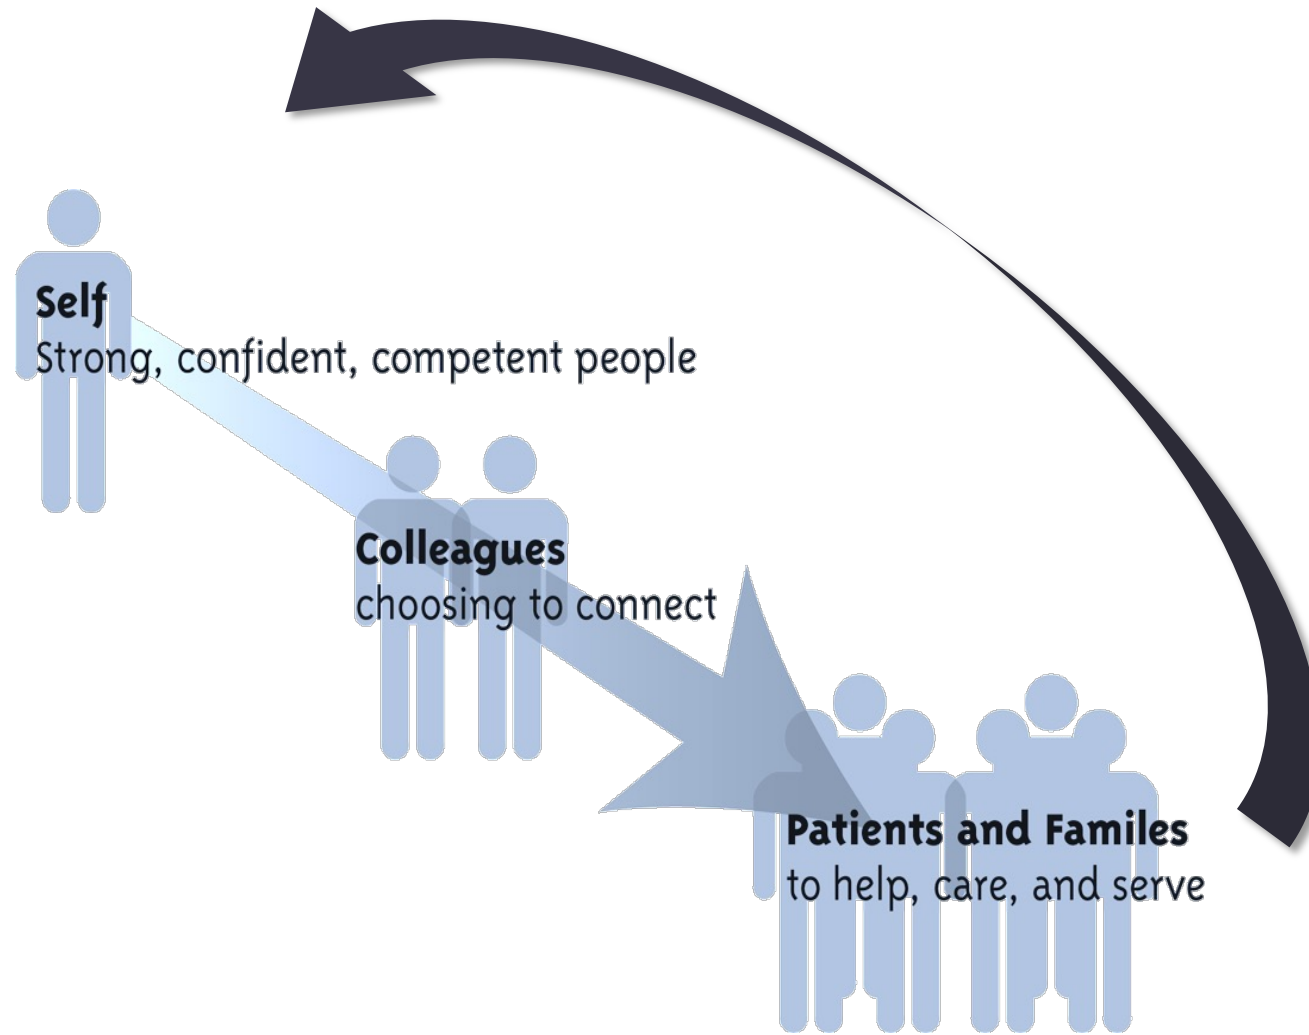 Self
Strong, confident, competent people
Colleagues
choosing to connect
Patients and Familes
to help, care, and serve